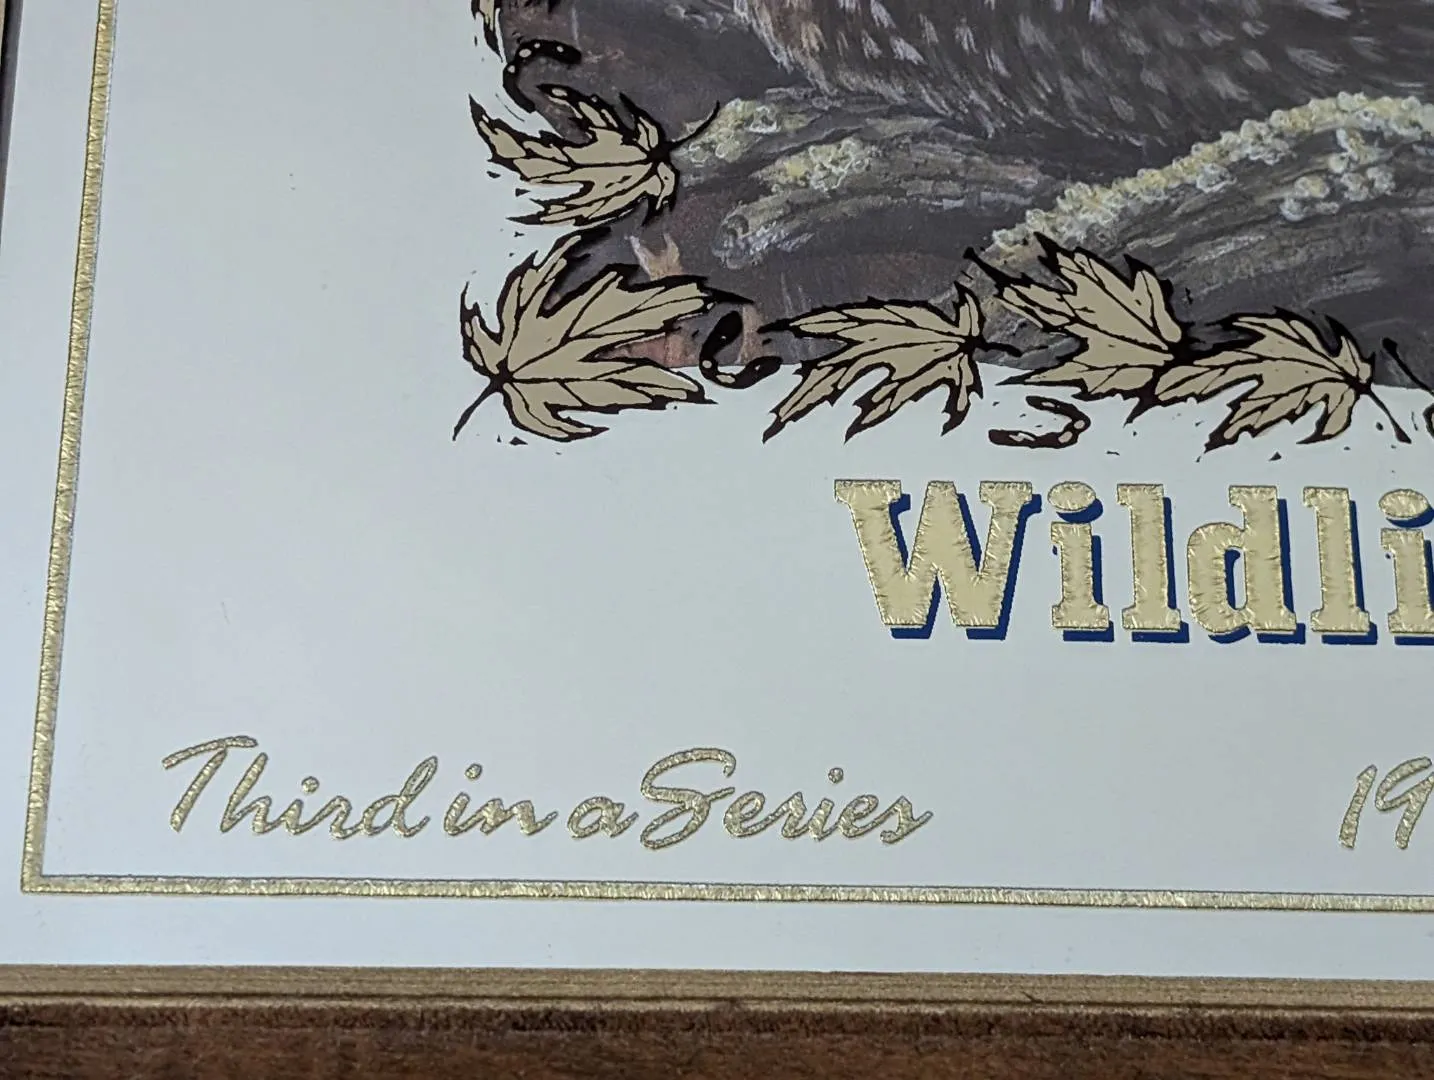 Wildli
Third in a Series 19